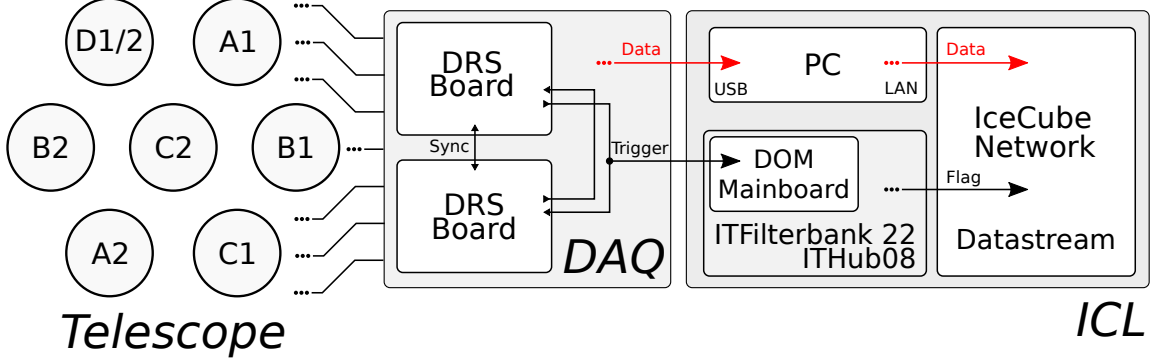 D1/2
A1
B2
C2
B1
A2
C1
Telescope
DRS
Board
Sync
DRS
Board
Data
Trigger
DAQ
PC
USB
LAN
DOM
Mainboard
ITFilterbank 22
ITHub08
Data
IceCube
Network
Flag
Datastream
ICL